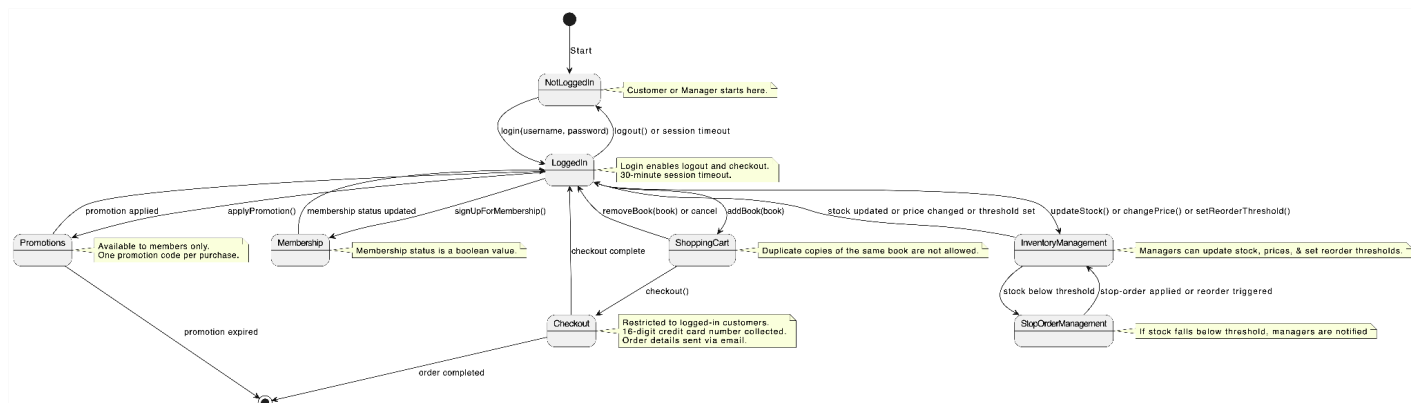 Start
NotLoggedIn
Customer or Manager starts here.
login(username, password)
logout() or session timeout
LoggedIn
Login enables logout and checkout.
30-minute session timeout.
promotion applied
applyPromotion()
membership status updated
signUpForMembership()
removeBook(book) or cancel
addBook(book)
stock updated or price changed or threshold set
updateStock() or changePrice() or setReorderThreshold()
Promotions
Available to members only.
One promotion code per purchase.
Membership
Membership status is a boolean value.
checkout complete
ShoppingCart
Duplicate copies of the same book are not allowed.
InventoryManagement
Managers can update stock, prices, & set reorder thresholds.
checkout()
stock below threshold
stop-order applied or reorder triggered
promotion expired
Checkout
Restricted to logged-in customers.
16-digit credit card number collected.
Order details sent via email.
StopOrderManagement
If stock falls below threshold, managers are notified
order completed